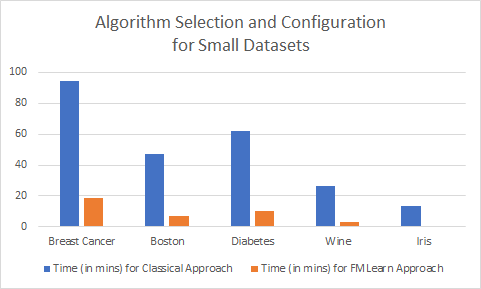 Algorithm Selection and Configuration
for Small Datasets
100
80
60
40
20
0
Breast Cancer Boston Diabetes Wine Iris
Time (in mins) for Classical Approach Time (in mins) for FMLearn Approach